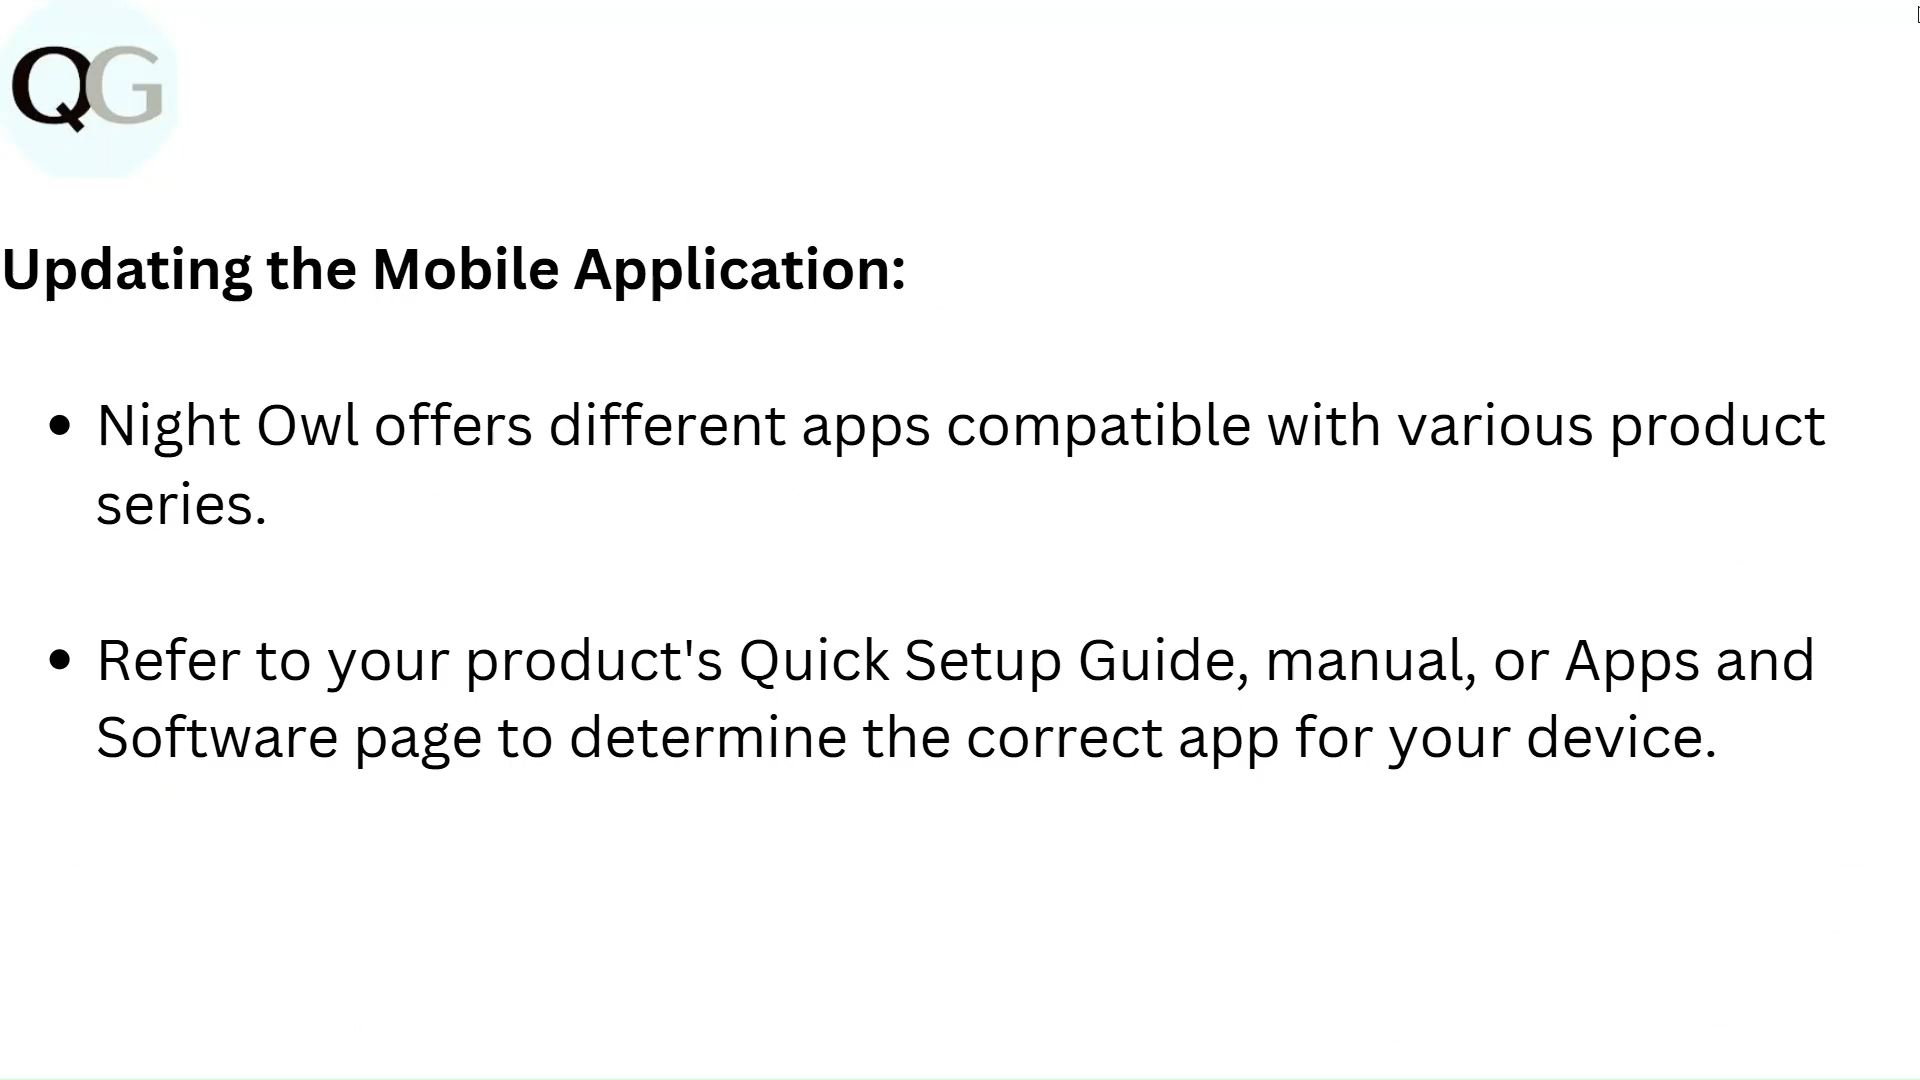 QG
Updating the Mobile Application:
• Night Owl offers different apps compatible with various product
series.
• Refer to your product's Quick Setup Guide, manual, or Apps and
Software page to determine the correct app for your device.